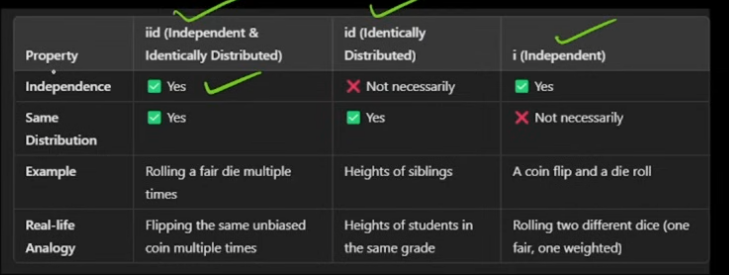 iid (Independent &
Identically Distributed)
id (Identically
Distributed)
Property
i (Independent)
Independence
✅ Yes
❌ Not necessarily
✅ Yes
Same
Distribution
✅ Yes
✅ Yes
❌ Not necessarily
Example
Rolling a fair die multiple
times
Heights of siblings
A coin flip and a die roll
Real-life
Analogy
Flipping the same unbiased
coin multiple times
Heights of students in
the same grade
Rolling two different dice (one
fair, one weighted)